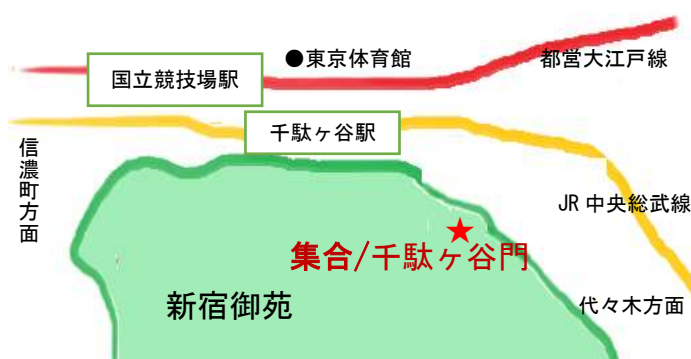 ●東京体育館
都営大江戸線
国立競技場駅
千駄ヶ谷駅
信濃町方面
JR 中央総武線
集合/千駄ヶ谷門
新宿御苑
代々木方面